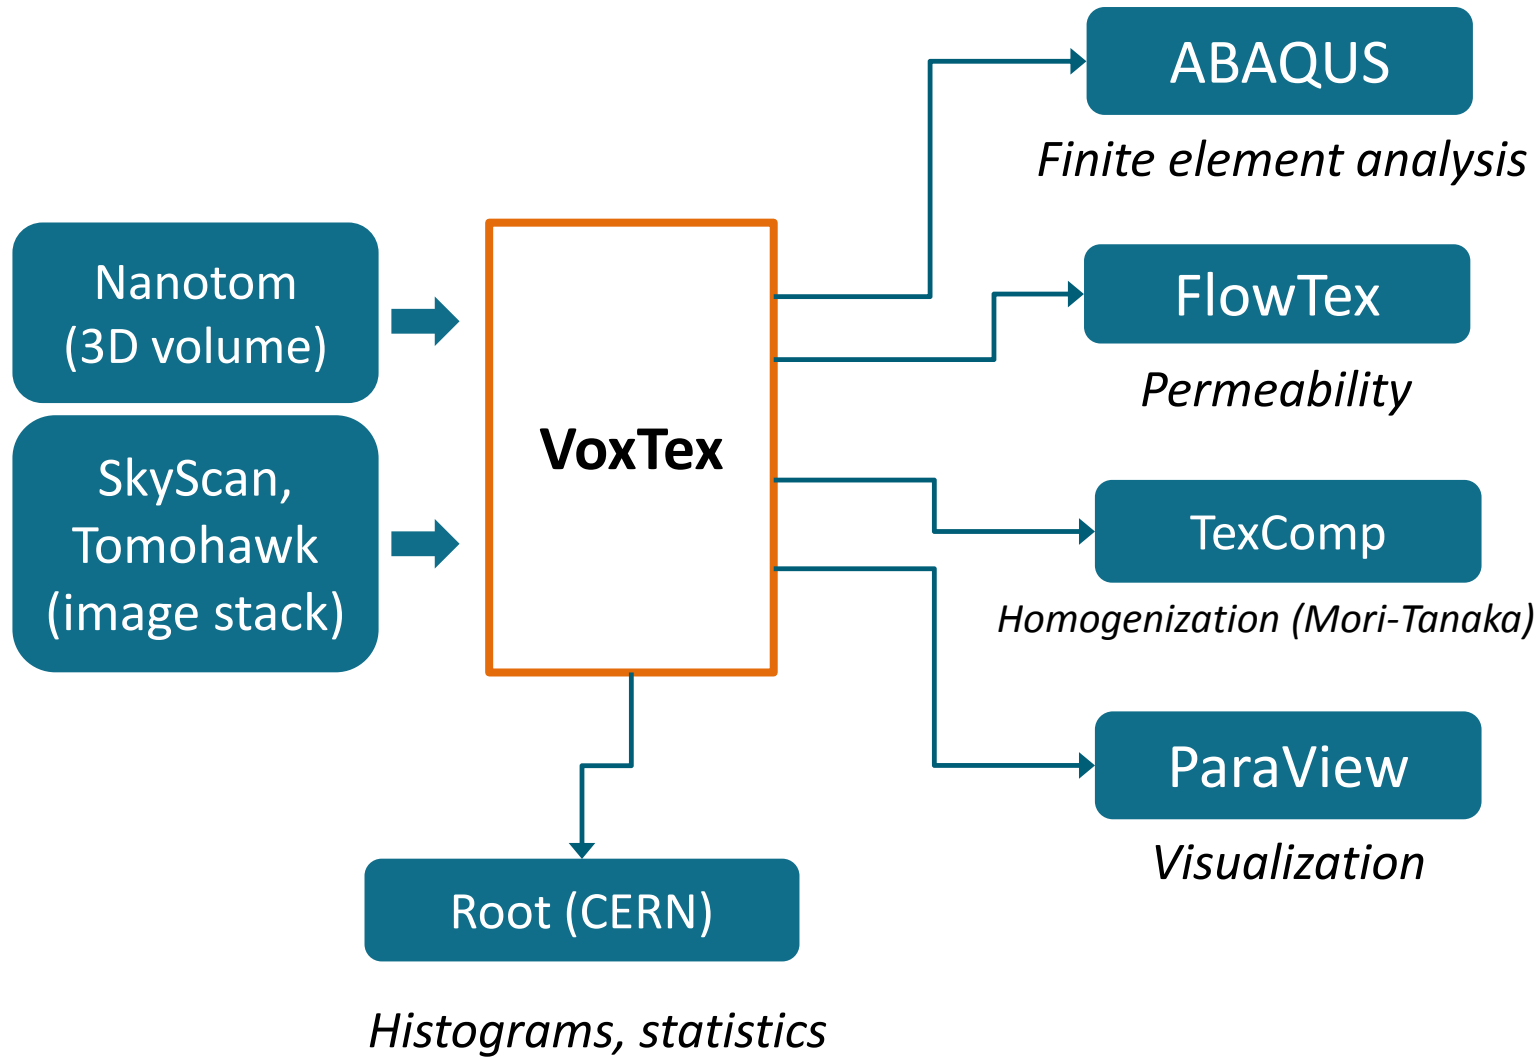 ABAQUS
Finite element analysis
Nanotom
(3D volume)
SkyScan,
Tomohawk
(image stack)
VoxTex
FlowTex
Permeability
TexComp
Homogenization (Mori-Tanaka)
ParaView
Visualization
Root (CERN)
Histograms, statistics